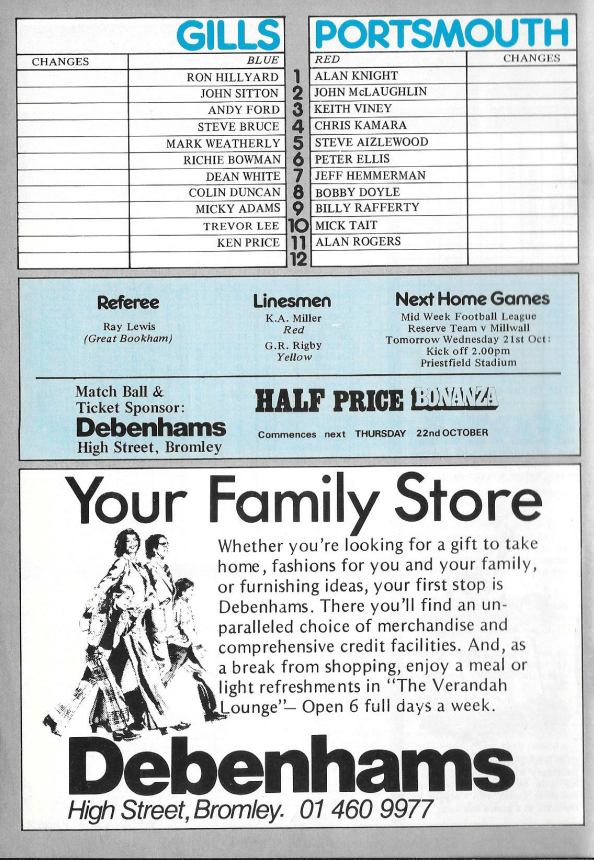 GILLS PORTSMOUTH
CHANGES BLUE RED CHANGES
RON HILLYARD 1 ALAN KNIGHT
JOHN SITTON 2 JOHN McLAUGHLIN
ANDY FORD 3 KEITH VINEY
STEVE BRUCE 4 CHRIS KAMARA
MARK WEATHERLY 5 STEVE AIZLEWOOD
RICHIE BOWMAN 6 PETER ELLIS
DEAN WHITE 7 JEFF HEMMERMAN
COLIN DUNCAN 8 BOBBY DOYLE
MICKY ADAMS 9 BILLY RAFFERTY
TREVOR LEE 10 MICK TAIT
KEN PRICE 11 ALAN ROGERS
12
Referee
Ray Lewis
(Great Bookham)
Linesmen
K.A. Miller
Red
G.R. Rigby
Yellow
Next Home Games
Mid Week Football League
Reserve Team v Millwall
Tomorrow Wednesday 21st Oct:
Kick off 2.00pm
Priestfield Stadium
Match Ball &
Ticket Sponsor:
Debenhams
High Street, Bromley
HALF PRICE BONANZA
Commences next THURSDAY 22nd OCTOBER
Your Family Store
Whether you're looking for a gift to take
home, fashions for you and your family,
or furnishing ideas, your first stop is
Debenhams. There you'll find an un-
paralleled choice of merchandise and
comprehensive credit facilities. And, as
a break from shopping, enjoy a meal or
light refreshments in "The Verandah
Lounge"– Open 6 full days a week.
Debenhams
High Street, Bromley. 01 460 9977